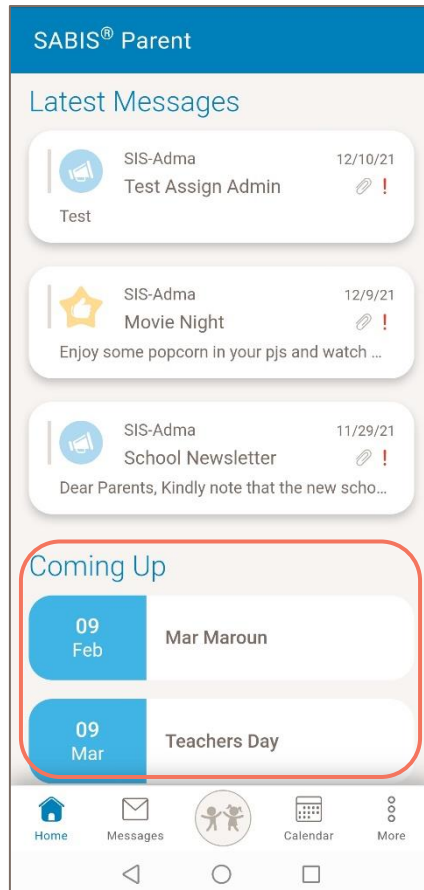 SABIS® Parent
Latest Messages
SIS-Adma 12/10/21
Test Assign Admin !
Test
SIS-Adma 12/9/21
Movie Night !
Enjoy some popcorn in your pjs and watch ...
SIS-Adma 11/29/21
School Newsletter !
Dear Parents, Kindly note that the new scho...
Coming Up
09
Feb
Mar Maroun
09
Mar
Teachers Day
Home Messages Calendar More